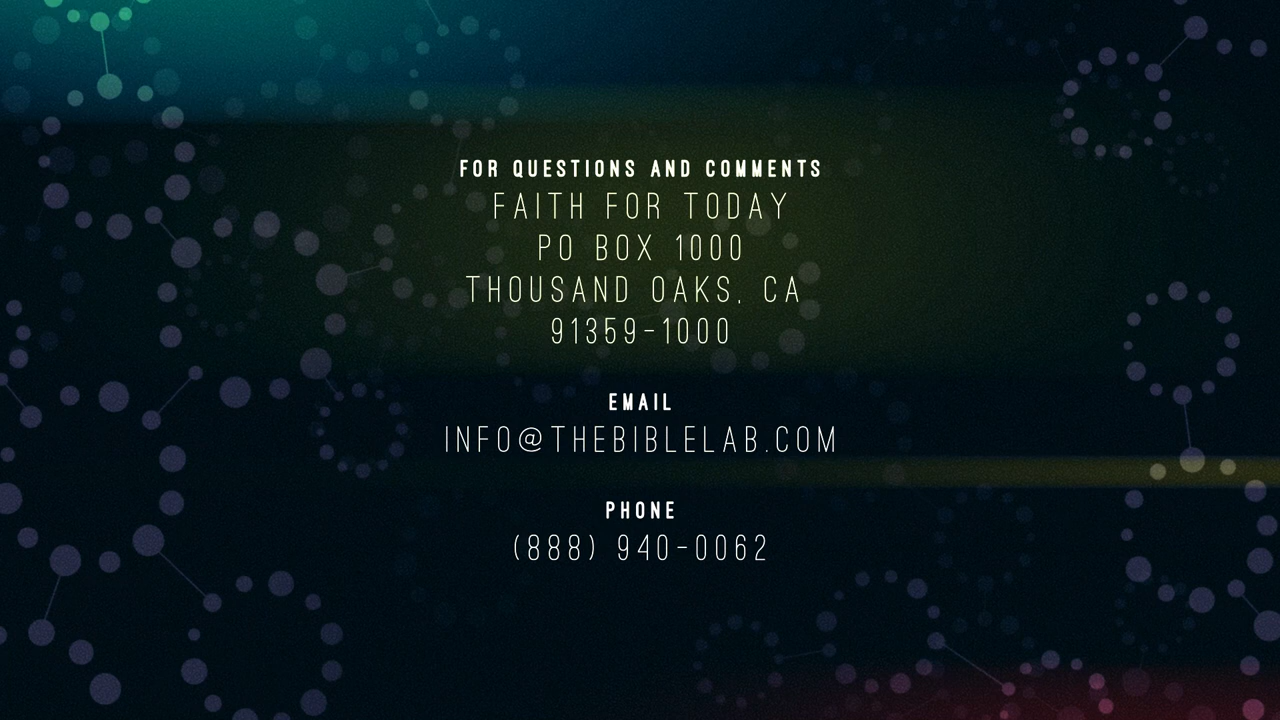 FOR QUESTIONS AND COMMENTS
FAITH FOR TODAY
PO BOX 1000
THOUSAND OAKS, CA
91359-1000
EMAIL
INFO@THEBIBLELAB.COM
PHONE
(888) 940-0062